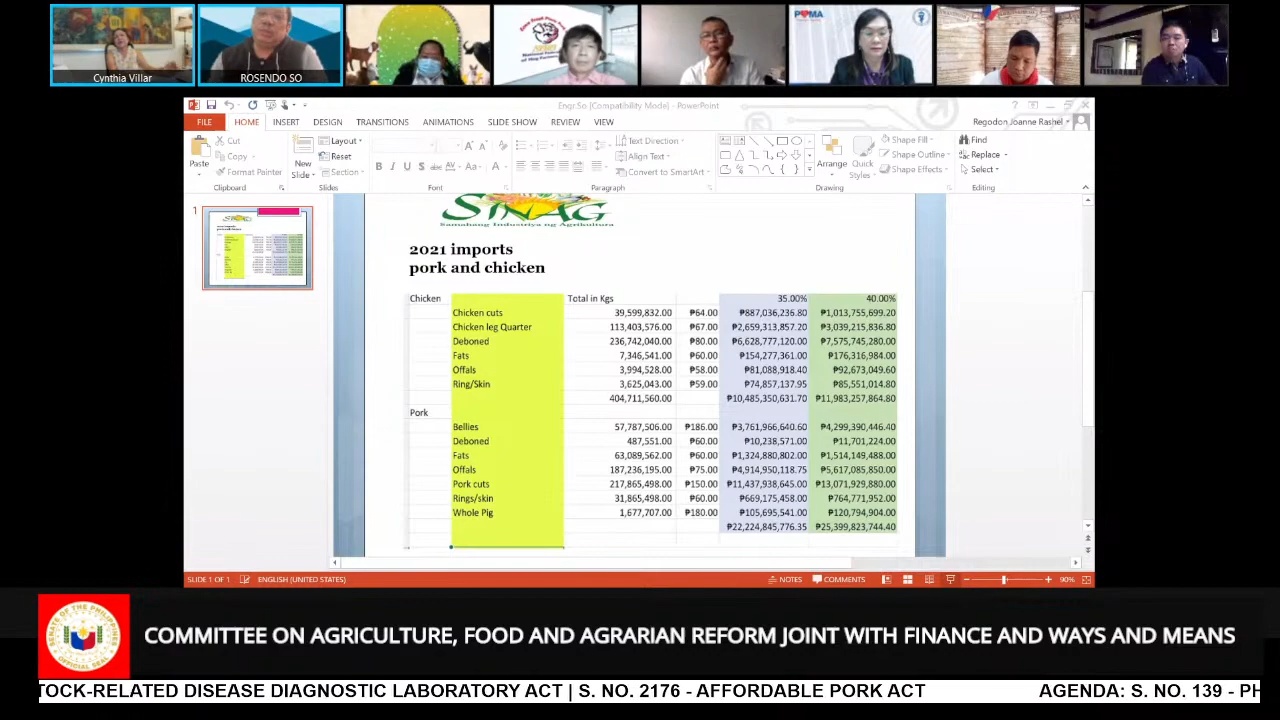 Cynthia Villar
ROSENDO SO
PCMA
Engr.So [Compatibility Mode] - PowerPoint
FILE HOME INSERT DESIGN TRANSITIONS ANIMATIONS SLIDE SHOW REVIEW VIEW
Regodon Joanne Rashel
Paste
Cut
Copy
Format Painter
Clipboard
New
Slide
Layout
Reset
Section
Slides
Font
Text Direction
Align Text
Convert to SmartArt
Paragraph
Arrange
Quick
Styles
Shape Fill
Shape Outline
Shape Effects
Drawing
Find
Replace
Select
Editing
1
SINAG
Samahang Industriya ng Agrikultura
2021 imports
pork and chicken
Chicken Total in Kgs 35.00% 40.00%
Chicken cuts 39,599,832.00 ₱64.00 ₱887,036,236.80 ₱1,013,755,699.20
Chicken leg Quarter 113,403,576.00 ₱67.00 ₱2,659,313,857.20 ₱3,039,215,836.80
Deboned 236,742,040.00 ₱80.00 ₱6,628,777,120.00 ₱7,575,745,280.00
Fats 7,346,541.00 ₱60.00 ₱154,277,361.00 ₱176,316,984.00
Offals 3,994,528.00 ₱58.00 ₱81,088,918.40 ₱92,673,049.60
Ring/Skin 3,625,043.00 ₱59.00 ₱74,857,137.95 ₱85,551,014.80
404,711,560.00 ₱10,485,350,631.70 ₱11,983,257,864.80
Pork
Bellies 57,787,506.00 ₱186.00 ₱3,761,966,640.60 ₱4,299,390,446.40
Deboned 487,551.00 ₱60.00 ₱10,238,571.00 ₱11,701,224.00
Fats 63,089,562.00 ₱60.00 ₱1,324,880,802.00 ₱1,514,149,488.00
Offals 187,236,195.00 ₱75.00 ₱4,914,950,118.75 ₱5,617,085,850.00
Pork cuts 217,865,498.00 ₱150.00 ₱11,437,938,645.00 ₱13,071,929,880.00
Rings/skin 31,865,498.00 ₱60.00 ₱669,175,458.00 ₱764,771,952.00
Whole Pig 1,677,707.00 ₱180.00 ₱105,695,541.00 ₱120,794,904.00
₱22,224,845,776.35 ₱25,399,823,744.40
SLIDE 1 OF 1 ENGLISH (UNITED STATES) NOTES COMMENTS 90%
SENATE OF THE PHILIPPINES
OFFICIAL SEAL
COMMITTEE ON AGRICULTURE, FOOD AND AGRARIAN REFORM JOINT WITH FINANCE AND WAYS AND MEANS
TOCK-RELATED DISEASE DIAGNOSTIC LABORATORY ACT | S. NO. 2176 - AFFORDABLE PORK ACT AGENDA: S. NO. 139 - PH